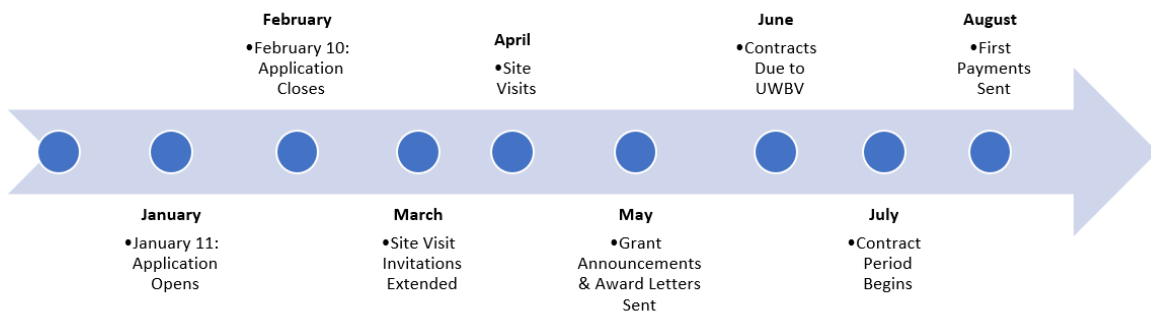 January
•January 11:
Application
Opens
February
•February 10:
Application
Closes
March
•Site Visit
Invitations
Extended
April
•Site
Visits
May
•Grant
Announcements
& Award Letters
Sent
June
•Contracts
Due to
UWBV
July
•Contract
Period
Begins
August
•First
Payments
Sent